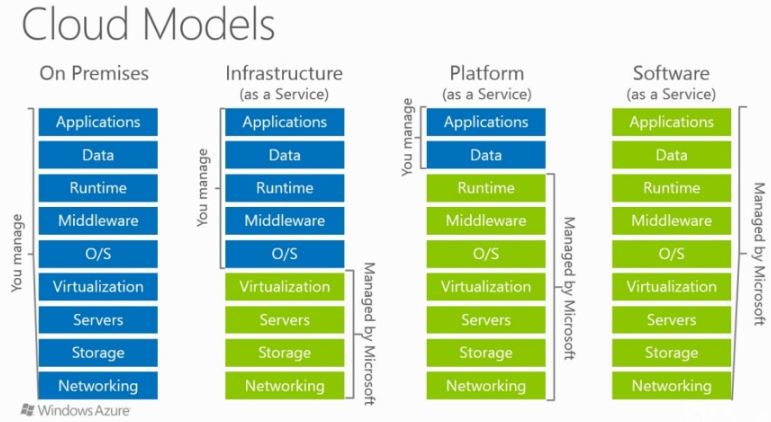 Cloud Models
On Premises
You manage
Applications
Data
Runtime
Middleware
O/S
Virtualization
Servers
Storage
Networking
Infrastructure
(as a Service)
You manage
Applications
Data
Runtime
Middleware
O/S
Virtualization
Servers
Storage
Networking
Managed by Microsoft
Platform
(as a Service)
You manage
Applications
Data
Runtime
Middleware
O/S
Virtualization
Servers
Storage
Networking
Managed by Microsoft
Software
(as a Service)
Applications
Data
Runtime
Middleware
O/S
Virtualization
Servers
Storage
Networking
Managed by Microsoft
Windows Azure